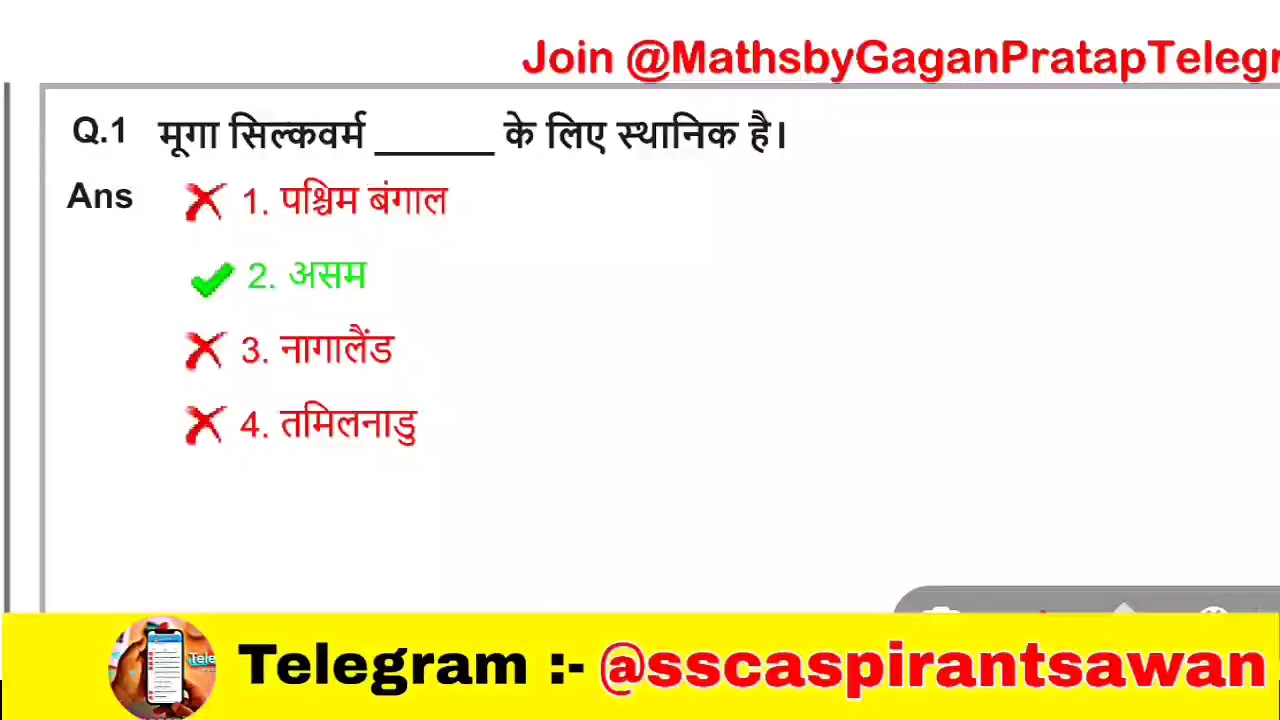 Join @MathsbyGaganPratapTelegr
Q.1 मूगा सिल्कवर्म ______ के लिए स्थानिक है।
Ans 1. पश्चिम बंगाल
2. असम
3. नागालैंड
4. तमिलनाडु
Telegram :- @sscaspirantsawan